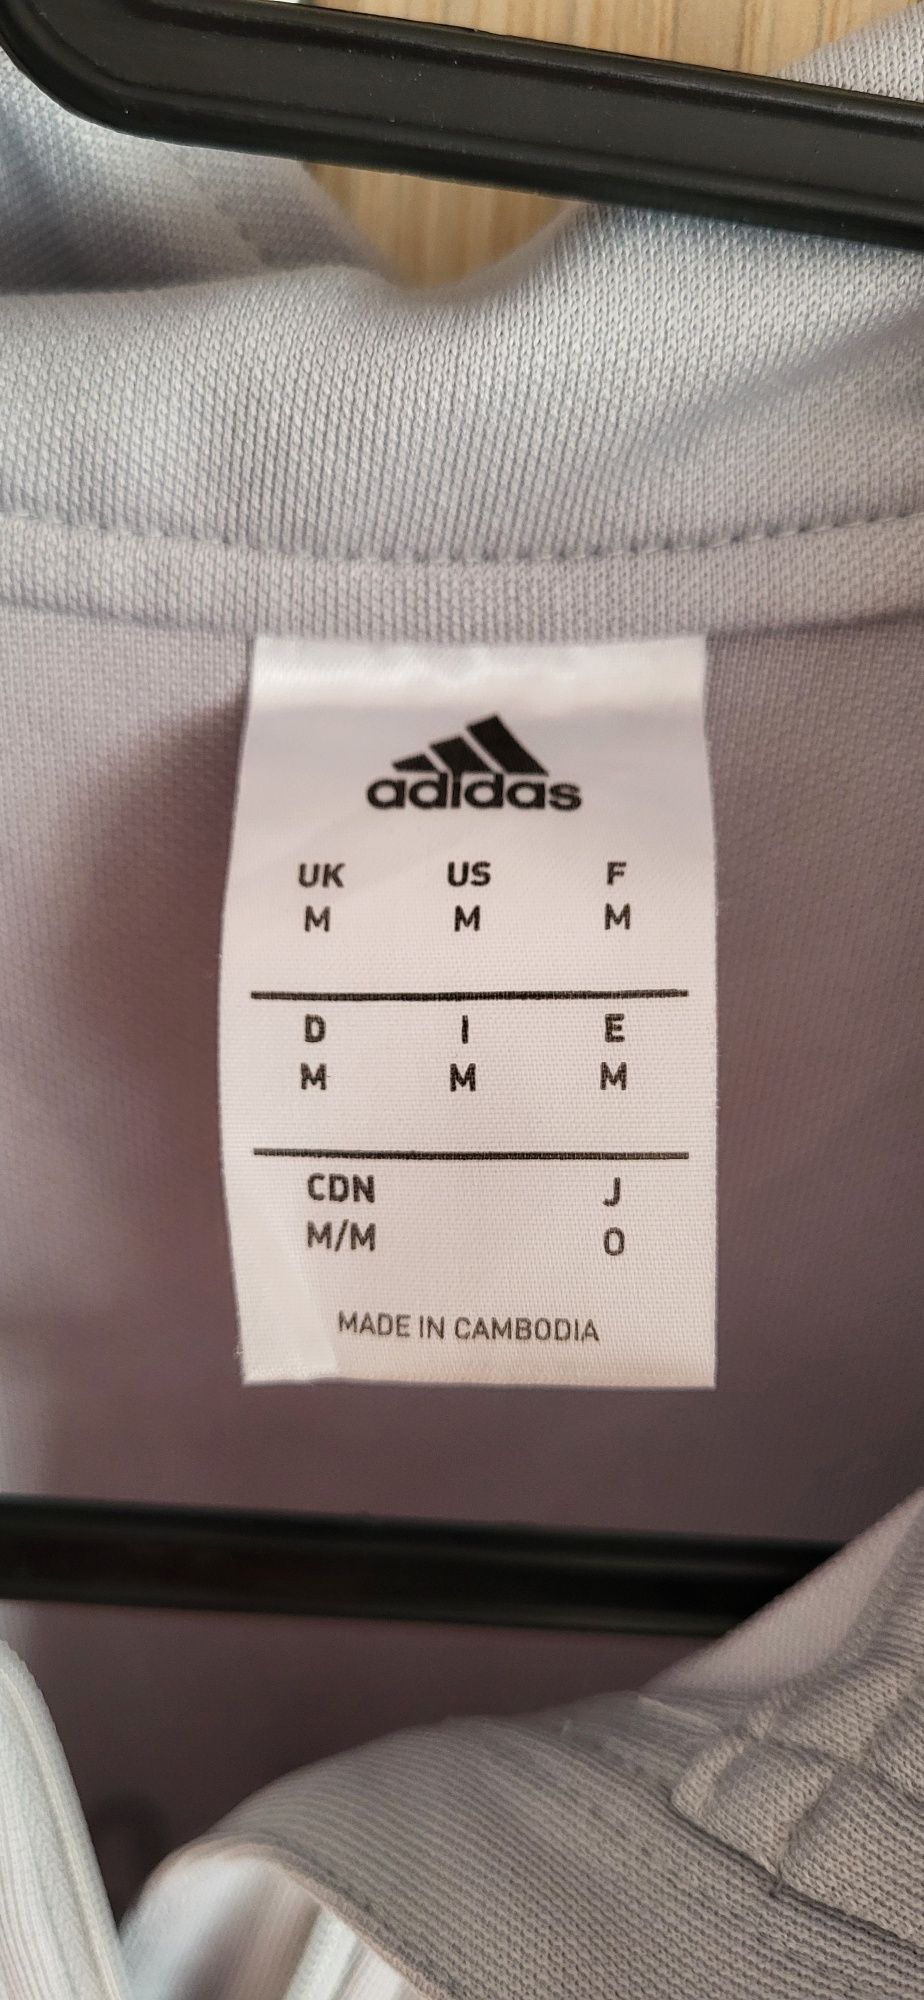 adidas
UK US F
M M M
D I E
M M M
CDN J
M/M O
MADE IN CAMBODIA